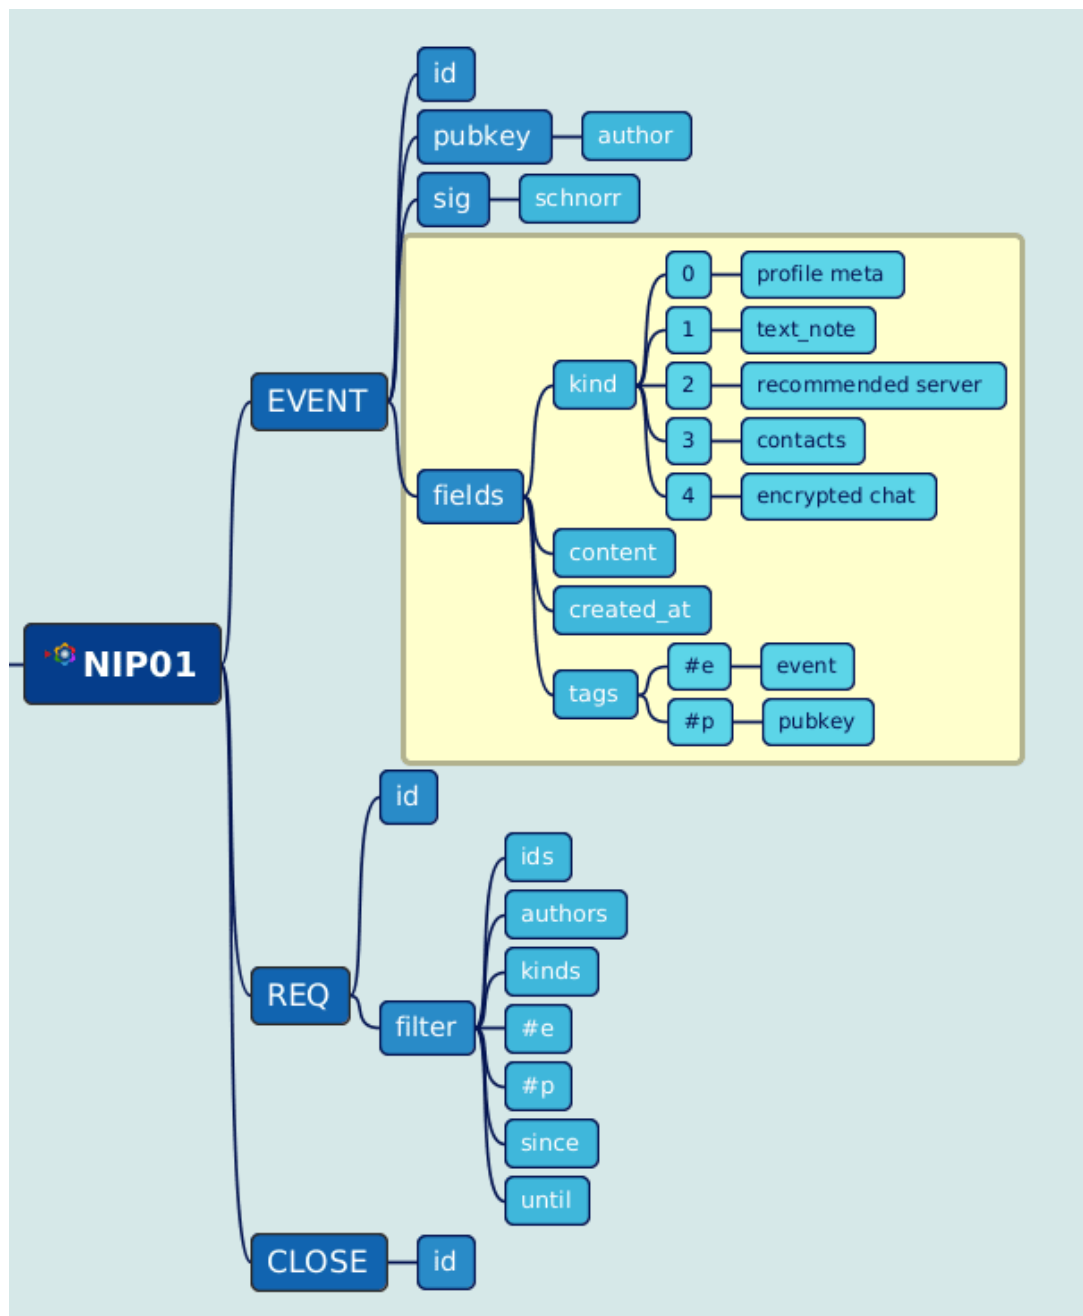 id
pubkey
author
sig
schnorr
0
profile meta
1
text_note
EVENT
kind
2
recommended server
3
contacts
fields
4
encrypted chat
content
created_at
NIP01
tags
#e
event
#p
pubkey
id
ids
authors
kinds
REQ
filter
#e
#p
since
until
CLOSE
id